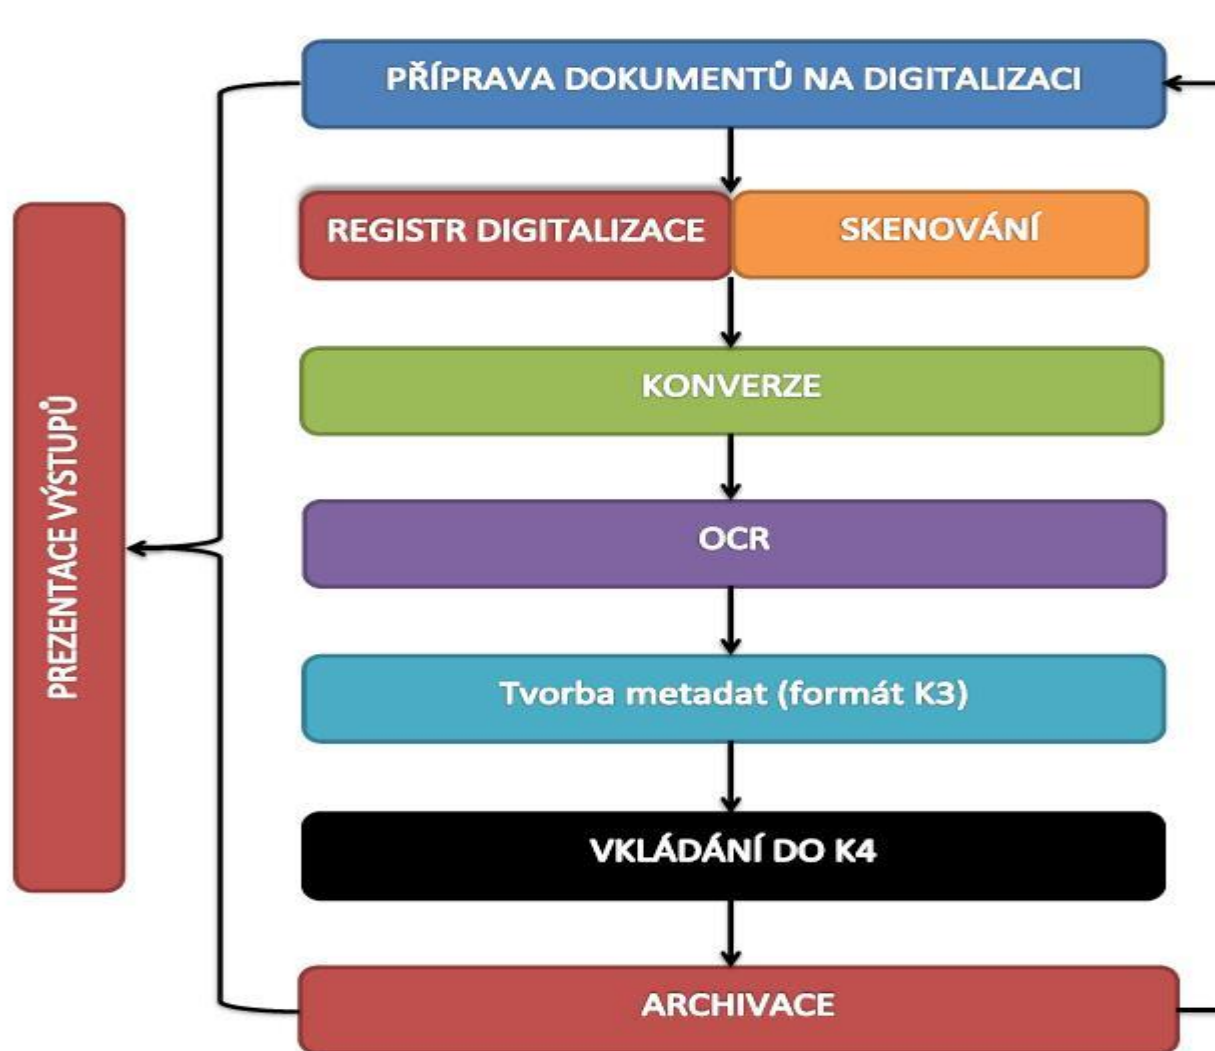 PŘÍPRAVA DOKUMENTŮ NA DIGITALIZACI
REGISTR DIGITALIZACE
SKENOVÁNÍ
KONVERZE
OCR
Tvorba metadat (formát K3)
VKLÁDÁNÍ DO K4
ARCHIVACE
PREZENTACE VÝSTUPŮ